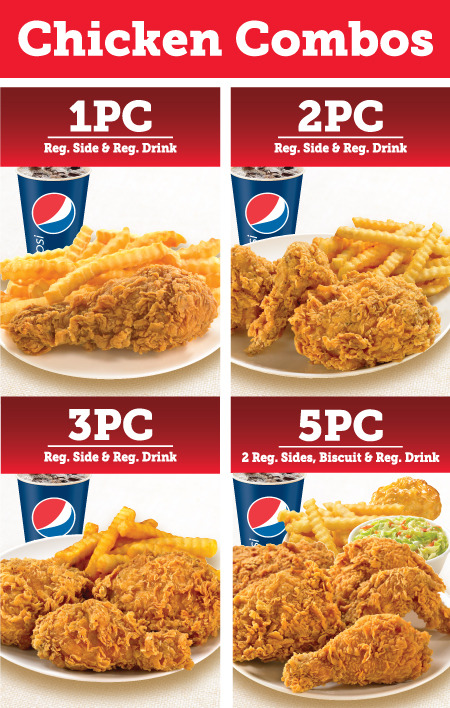 Chicken Combos
1PC
Reg. Side & Reg. Drink
2PC
Reg. Side & Reg. Drink
3PC
Reg. Side & Reg. Drink
5PC
2 Reg. Sides, Biscuit & Reg. Drink